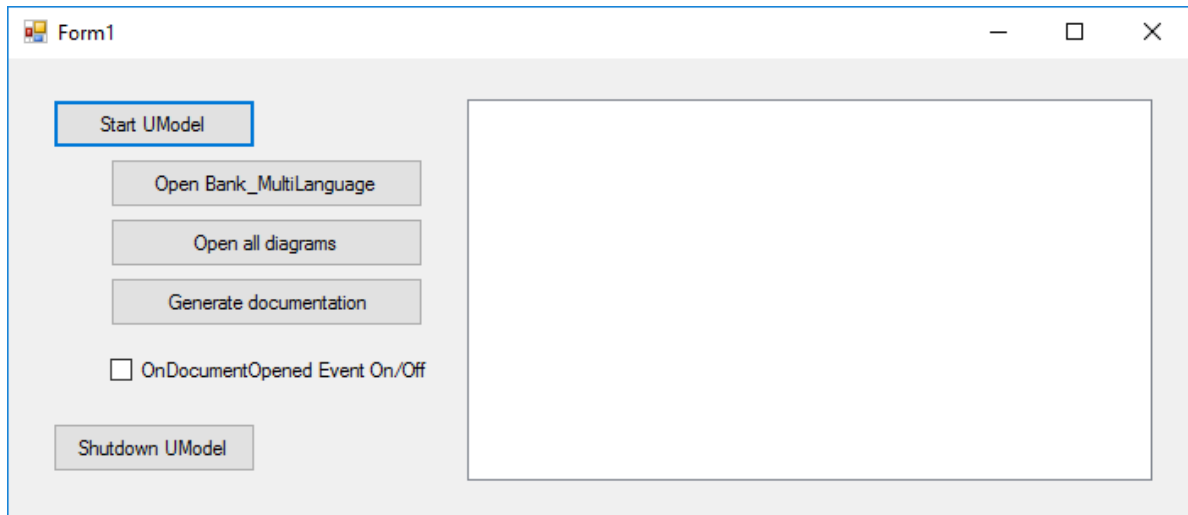 Form1
Start UModel
Open Bank_MultiLanguage
Open all diagrams
Generate documentation
OnDocumentOpened Event On/Off
Shutdown UModel